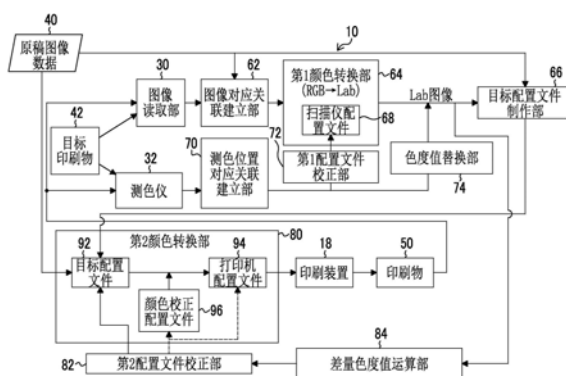 40
原稿图像
数据
10
30
图像
读取部
62
图像对应关
联建立部
第1颜色转换部
(RGB→Lab)
64
扫描仪配
置文件
68
Lab图像
66
目标配置文件
制作部
42
目标
印刷物
32
测色仪
70
测色位置
对应关联
建立部
72
第1配置文件
校正部
色度值替换部
74
第2颜色转换部
80
92
目标配置
文件
94
打印机
配置文件
颜色校正
配置文件
96
18
印刷装置
50
印刷物
82
第2配置文件校正部
84
差量色度值运算部